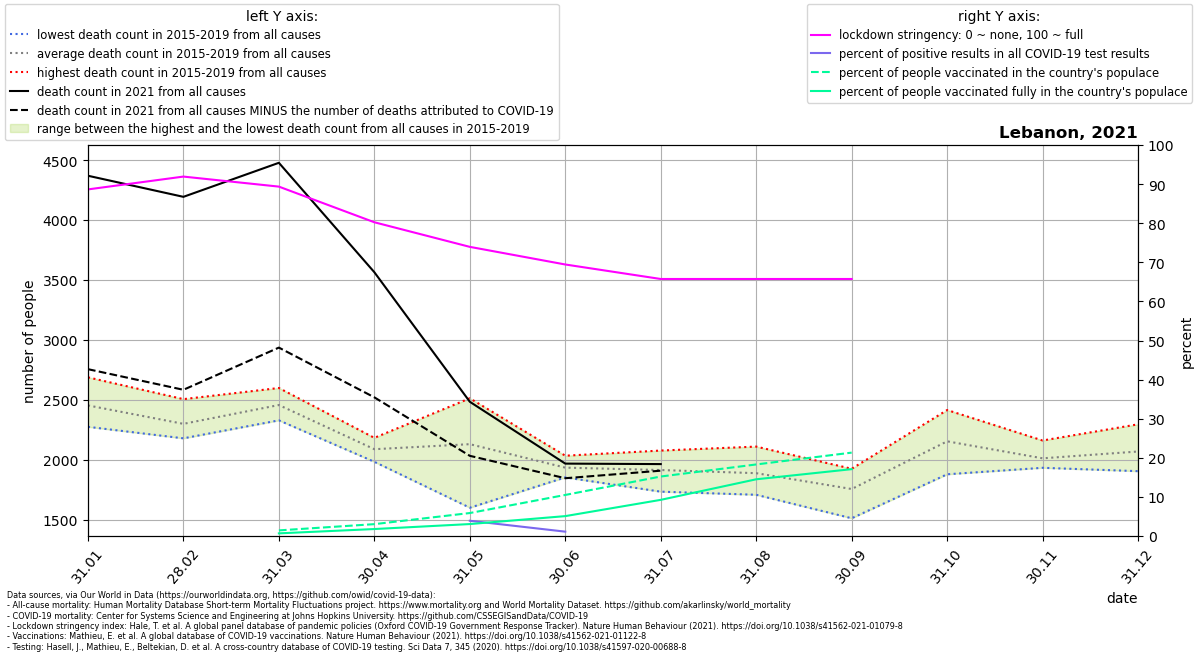 left Y axis:
lowest death count in 2015-2019 from all causes
average death count in 2015-2019 from all causes
highest death count in 2015-2019 from all causes
death count in 2021 from all causes
death count in 2021 from all causes MINUS the number of deaths attributed to COVID-19
range between the highest and the lowest death count from all causes in 2015-2019
right Y axis:
lockdown stringency: 0 ~ none, 100 ~ full
percent of positive results in all COVID-19 test results
percent of people vaccinated in the country's populace
percent of people vaccinated fully in the country's populace
Lebanon, 2021
number of people
4500
4000
3500
3000
2500
2000
1500
100
90
80
70
60
50
40
30
20
10
0
percent
31.01
28.02
31.03
30.04
31.05
30.06
31.07
31.08
30.09
31.10
30.11
31.12
date
Data sources, via Our World in Data (https://ourworldindata.org, https://github.com/owid/covid-19-data):
- All-cause mortality: Human Mortality Database Short-term Mortality Fluctuations project. https://www.mortality.org and World Mortality Dataset. https://github.com/akarlinsky/world_mortality
- COVID-19 mortality: Center for Systems Science and Engineering at Johns Hopkins University. https://github.com/CSSEGISandData/COVID-19
- Lockdown stringency index: Hale, T. et al. A global panel database of pandemic policies (Oxford COVID-19 Government Response Tracker). Nature Human Behaviour (2021). https://doi.org/10.1038/s41562-021-01079-8
- Vaccinations: Mathieu, E. et al. A global database of COVID-19 vaccinations. Nature Human Behaviour (2021). https://doi.org/10.1038/s41562-021-01122-8
- Testing: Hasell, J., Mathieu, E., Beltekian, D. et al. A cross-country database of COVID-19 testing. Sci Data 7, 345 (2020). https://doi.org/10.1038/s41597-020-00688-8